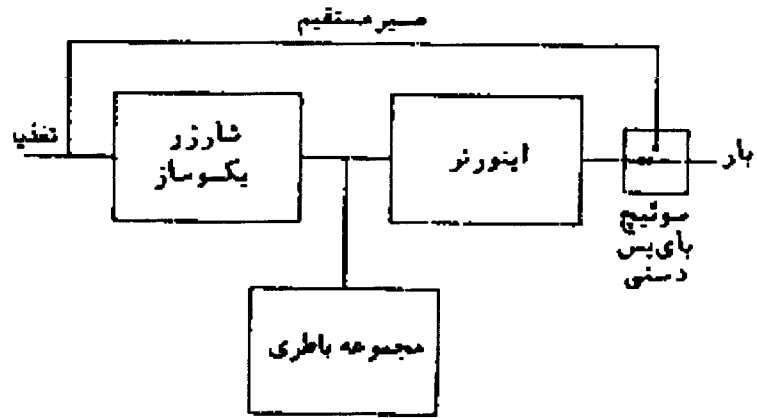 مسیر مستقیم
تغذیه
شارژر
یکسوساز
اینورتر
بار
سوئیچ
بای‌پس
دستی
مجموعه باطری